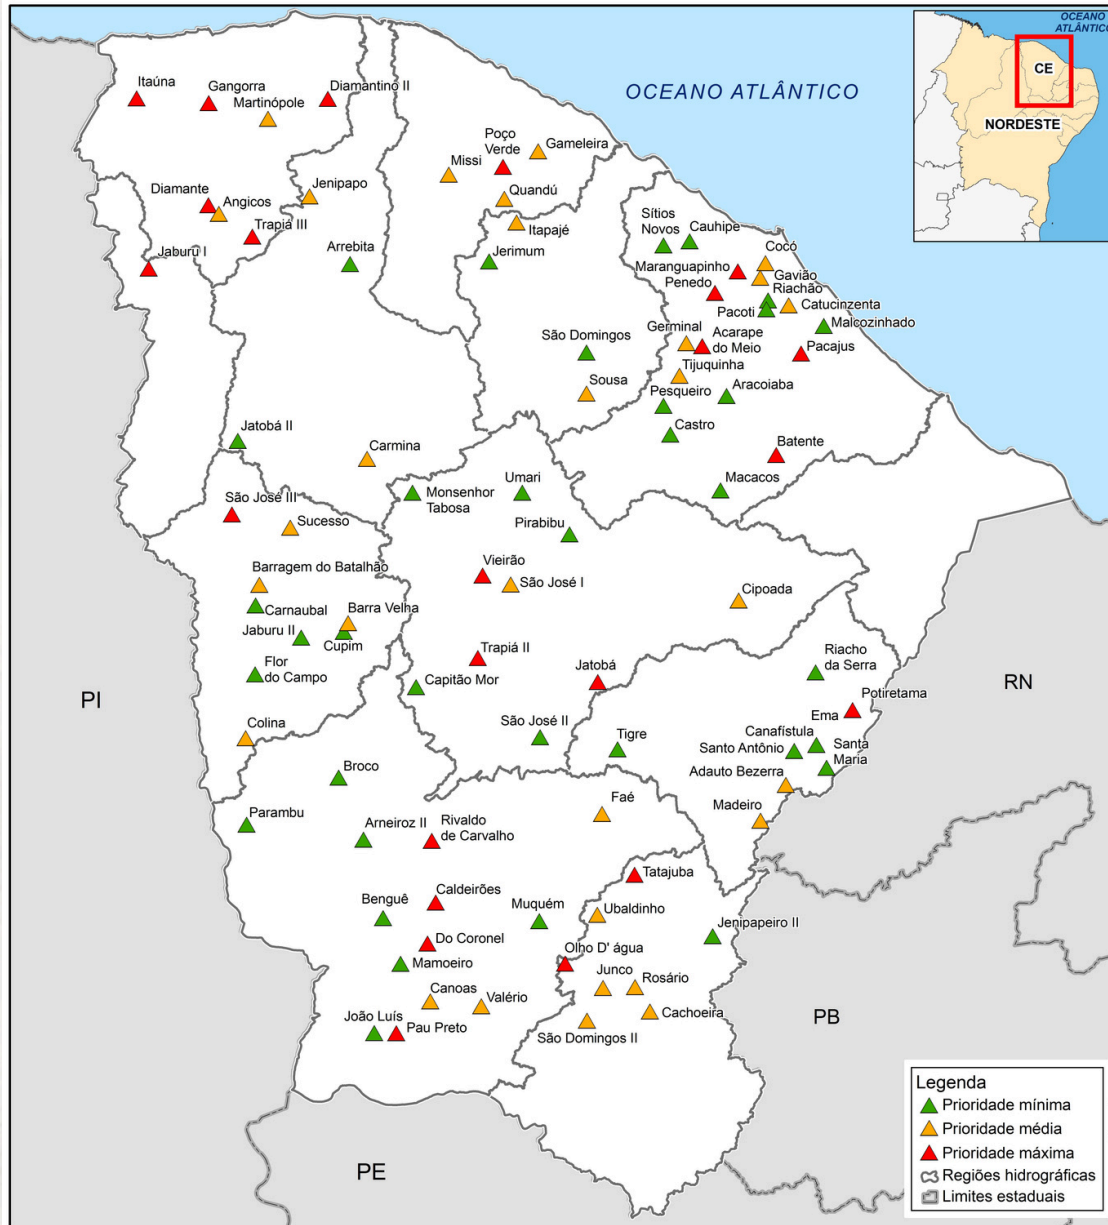 OCEANO
ATLÂNTICO
CE
NORDESTE
OCEANO ATLÂNTICO
Itaúna
Gangorra
Martinópole
Diamantino II
Poço
Verde
Gameleira
Missi
Quandú
Itapajé
Diamante
Angicos
Jenipapo
Trapiá III
Jaburu I
Arrebita
Jerimum
Sítios
Novos
Cauhipe
Cocó
Maranguapinho
Gavião
Penedo
Riachão
Pacoti
Catucinzenta
Malcozinhado
São Domingos
Germinal
Acarape
do Meio
Pacajus
Sousa
Tijuquinha
Pesqueiro
Aracoiaba
Castro
Jatobá II
Carmina
Batente
Macacos
Monsenhor
Tabosa
Umari
São José III
Sucesso
Pirabibu
Barragem do Batalhão
Vieirão
São José I
Carnaubal
Barra Velha
Cipoada
Jaburu II
Cupim
Flor
do Campo
Trapiá II
Capitão Mor
Jatobá
Riacho
da Serra
RN
PI
Potiretama
Ema
Colina
São José II
Tigre
Canafístula
Santo Antônio
Santa
Maria
Broco
Adauto Bezerra
Parambu
Faé
Madeiro
Arneiroz II
Rivaldo
de Carvalho
Tatajuba
Caldeirões
Benguê
Muquém
Ubaldinho
Jenipapeiro II
Do Coronel
Olho D' água
Mamoeiro
Junco
Rosário
Canoas
Valério
Cachoeira
João Luís
Pau Preto
São Domingos II
PB
PE
Legenda
Prioridade mínima
Prioridade média
Prioridade máxima
Regiões hidrográficas
Limites estaduais